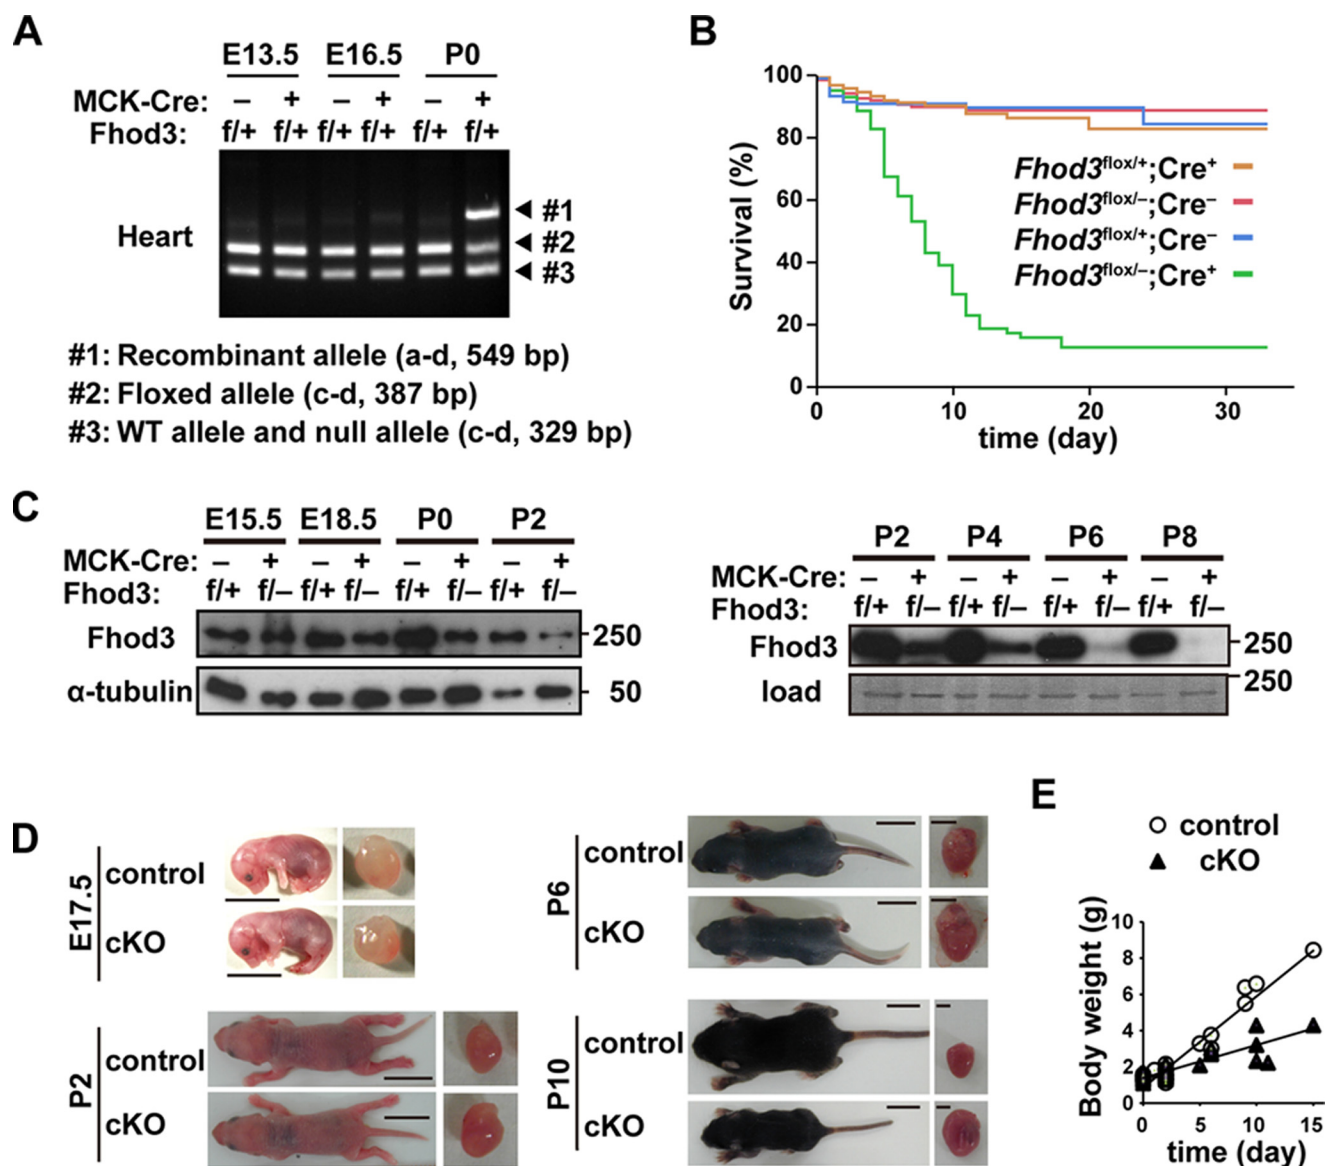 A
E13.5 E16.5 P0
MCK-Cre: – + – + – +
Fhod3: f/+ f/+ f/+ f/+ f/+ f/+
Heart
#1
#2
#3
#1: Recombinant allele (a-d, 549 bp)
#2: Floxed allele (c-d, 387 bp)
#3: WT allele and null allele (c-d, 329 bp)
B
Survival (%)
100
80
60
40
20
0
0 10 20 30
time (day)
Fhod3flox/+;Cre+
Fhod3flox/–;Cre–
Fhod3flox/+;Cre–
Fhod3flox/–;Cre+
C
E15.5 E18.5 P0 P2
MCK-Cre: – + – + – + – +
Fhod3: f/+ f/– f/+ f/– f/+ f/– f/+ f/–
Fhod3 250
α-tubulin 50
P2 P4 P6 P8
MCK-Cre: – + – + – + – +
Fhod3: f/+ f/– f/+ f/– f/+ f/– f/+ f/–
Fhod3 250
load 250
D
E17.5
control
cKO
P2
control
cKO
P6
control
cKO
P10
control
cKO
E
control
cKO
Body weight (g)
10
8
6
4
2
0
0 5 10 15
time (day)